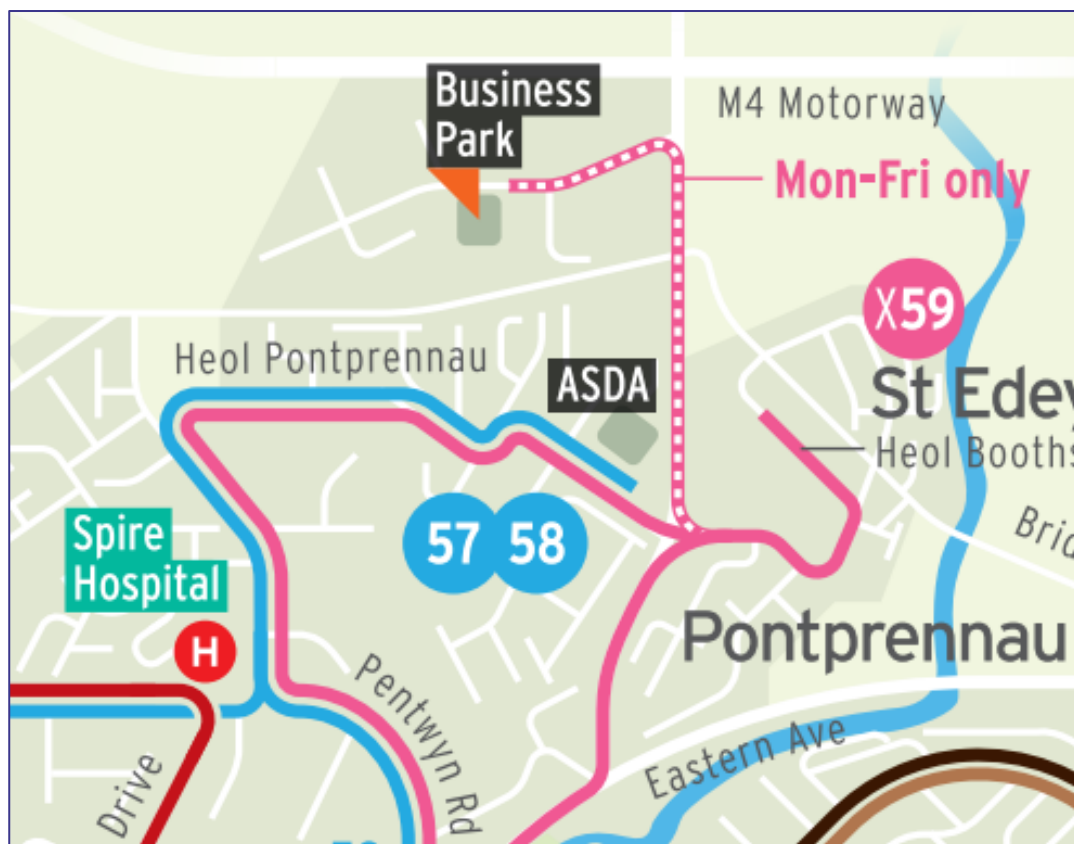 Business
Park
M4 Motorway
Mon-Fri only
X59
Heol Pontprennau
ASDA
St Edey
Heol Booths
57 58
Spire
Hospital
H
Brid
Pontprennau
Pentwyn Rd
Eastern Ave
Drive